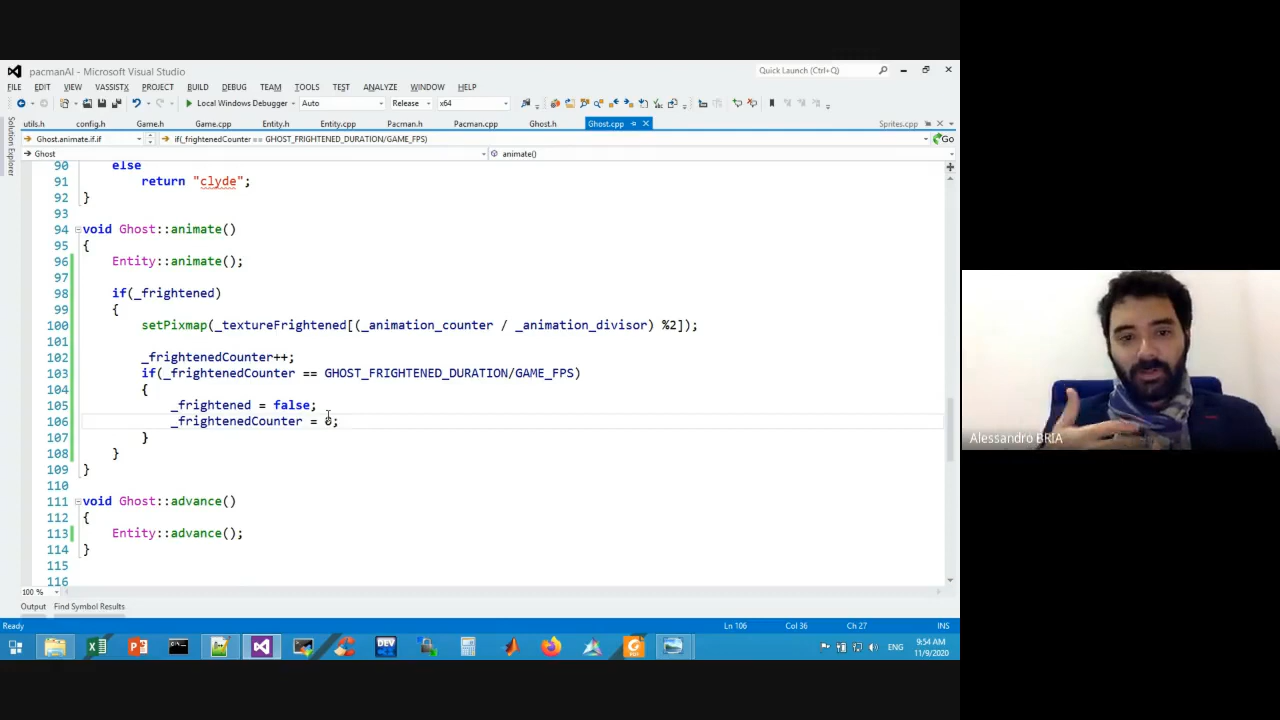 pacmanAI - Microsoft Visual Studio
Quick Launch (Ctrl+Q)
FILE EDIT VIEW VASSISTX PROJECT BUILD DEBUG TEAM TOOLS TEST ANALYZE WINDOW HELP
Local Windows Debugger Auto Release x64
utils.h config.h Game.h Game.cpp Entity.h Entity.cpp Pacman.h Pacman.cpp Ghost.h Ghost.cpp Sprites.cpp
Ghost.animate.if.if if(_frightenedCounter == GHOST_FRIGHTENED_DURATION/GAME_FPS) Go
Ghost animate()
Solution Explorer
90 else
91 return "clyde";
92 }
93
94 void Ghost::animate()
95 {
96 Entity::animate();
97
98 if(_frightened)
99 {
100 setPixmap(_textureFrightened[(_animation_counter / _animation_divisor) %2]);
101
102 _frightenedCounter++;
103 if(_frightenedCounter == GHOST_FRIGHTENED_DURATION/GAME_FPS)
104 {
105 _frightened = false;
106 _frightenedCounter = 0;
107 }
108 }
109 }
110
111 void Ghost::advance()
112 {
113 Entity::advance();
114 }
115
116
100 %
Output Find Symbol Results
Ready Ln 106 Col 36 Ch 27 INS
DEV
ENG
9:54 AM
11/9/2020
Alessandro BRIA